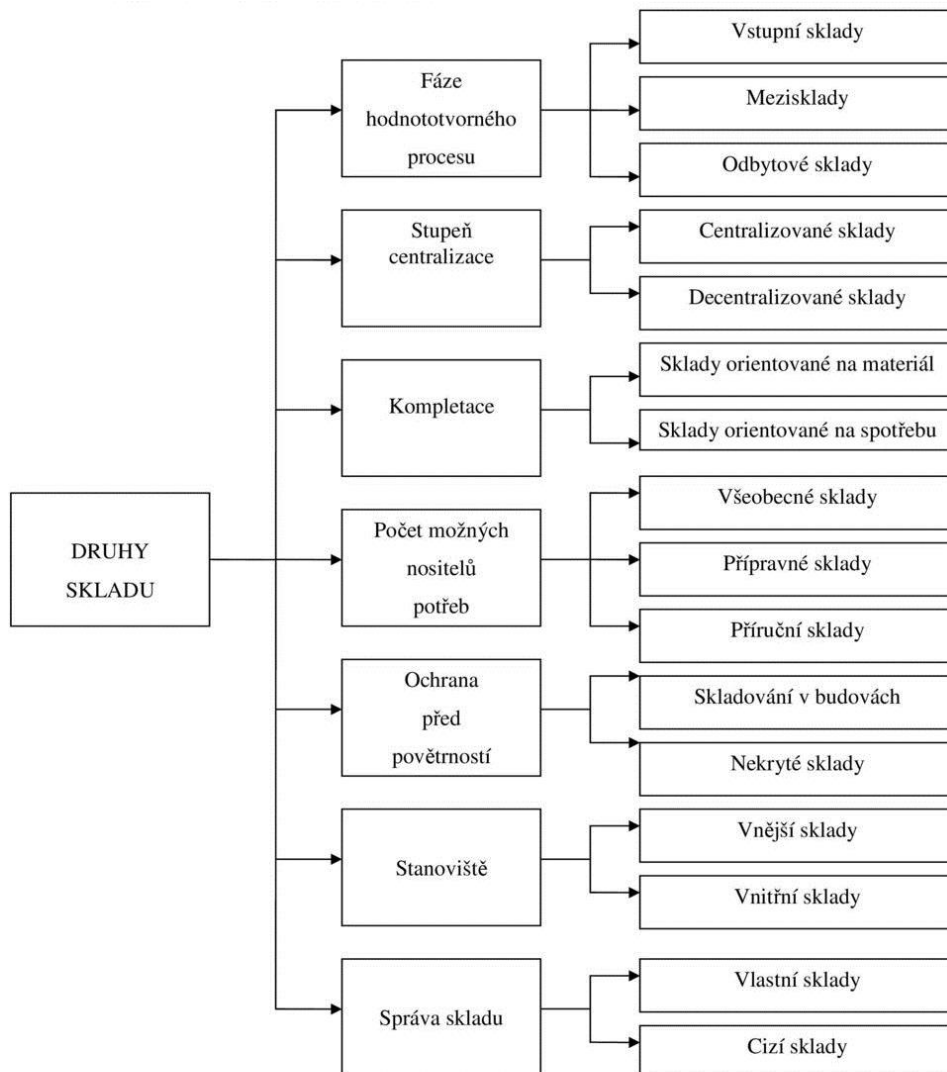 DRUHY
SKLADU
Fáze
hodnototvorného
procesu
Vstupní sklady
Mezisklady
Odbytové sklady
Stupeň
centralizace
Centralizované sklady
Decentralizované sklady
Kompletace
Sklady orientované na materiál
Sklady orientované na spotřebu
Počet možných
nositelů
potřeb
Všeobecné sklady
Přípravné sklady
Příruční sklady
Ochrana
před
povětrností
Skladování v budovách
Nekryté sklady
Stanoviště
Vnější sklady
Vnitřní sklady
Správa skladu
Vlastní sklady
Cizí sklady